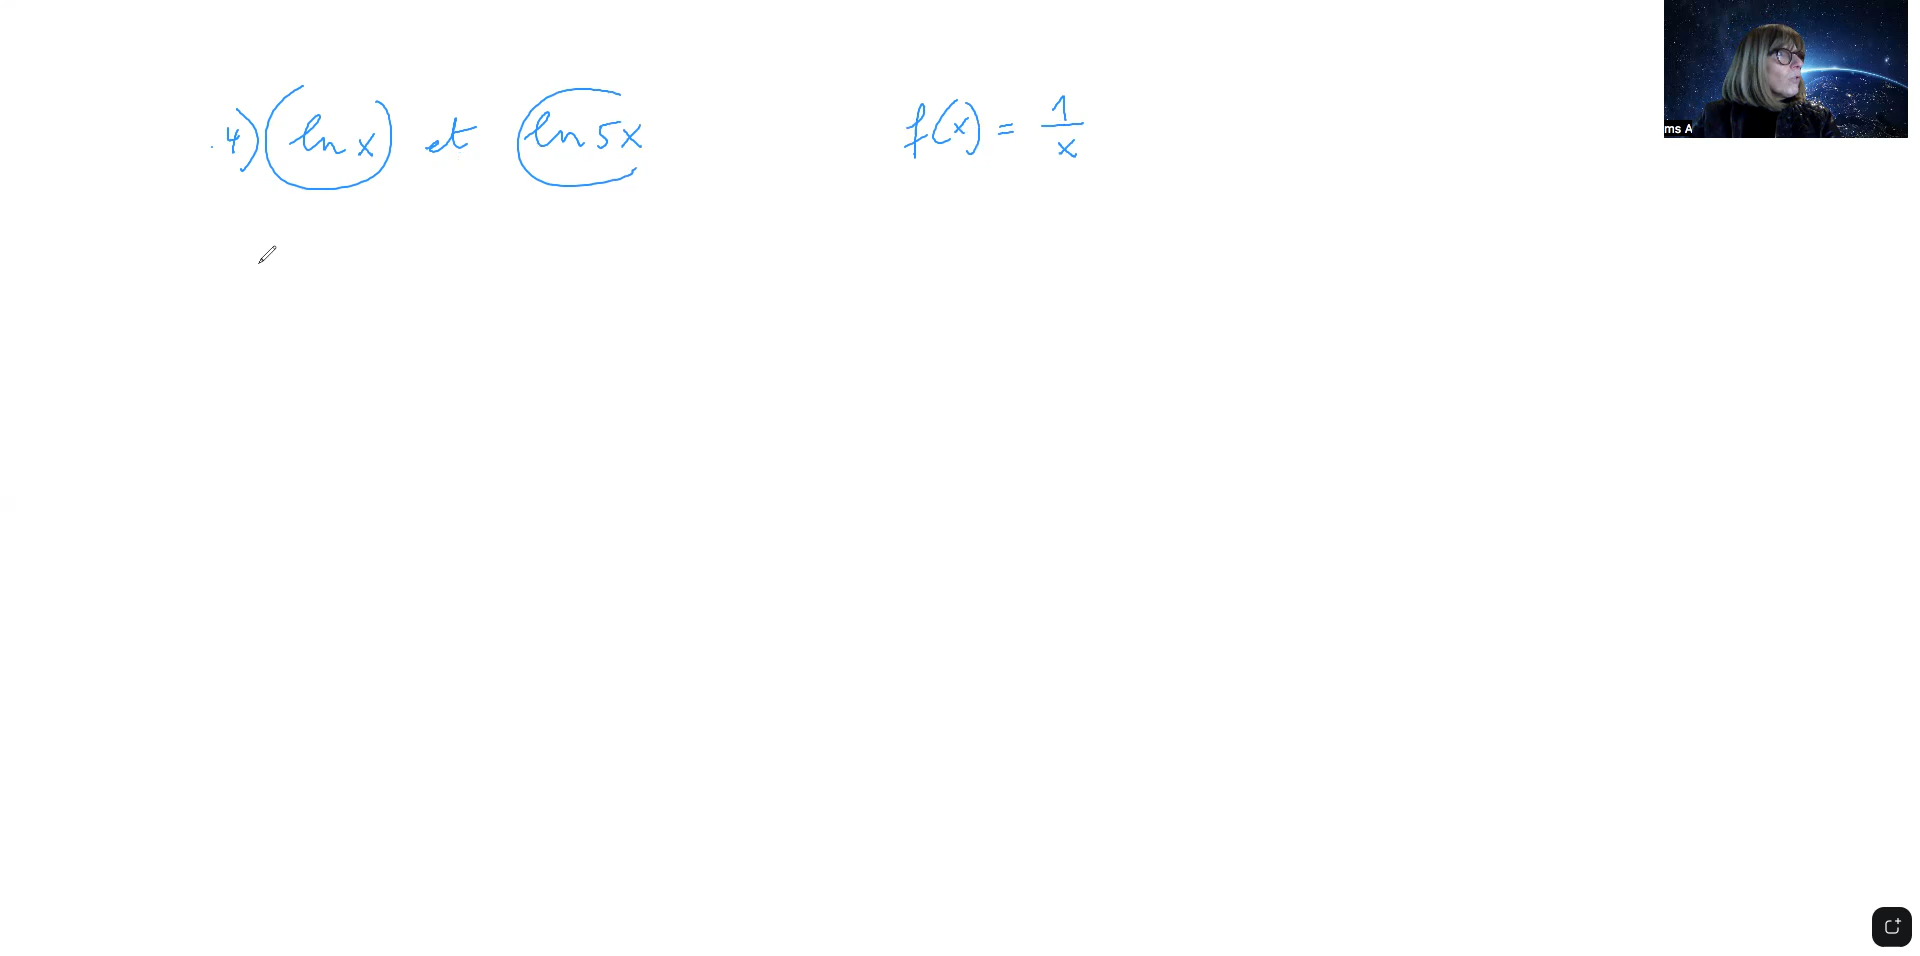 .4) ln x et ln 5x f(x) = 1/x
ms A